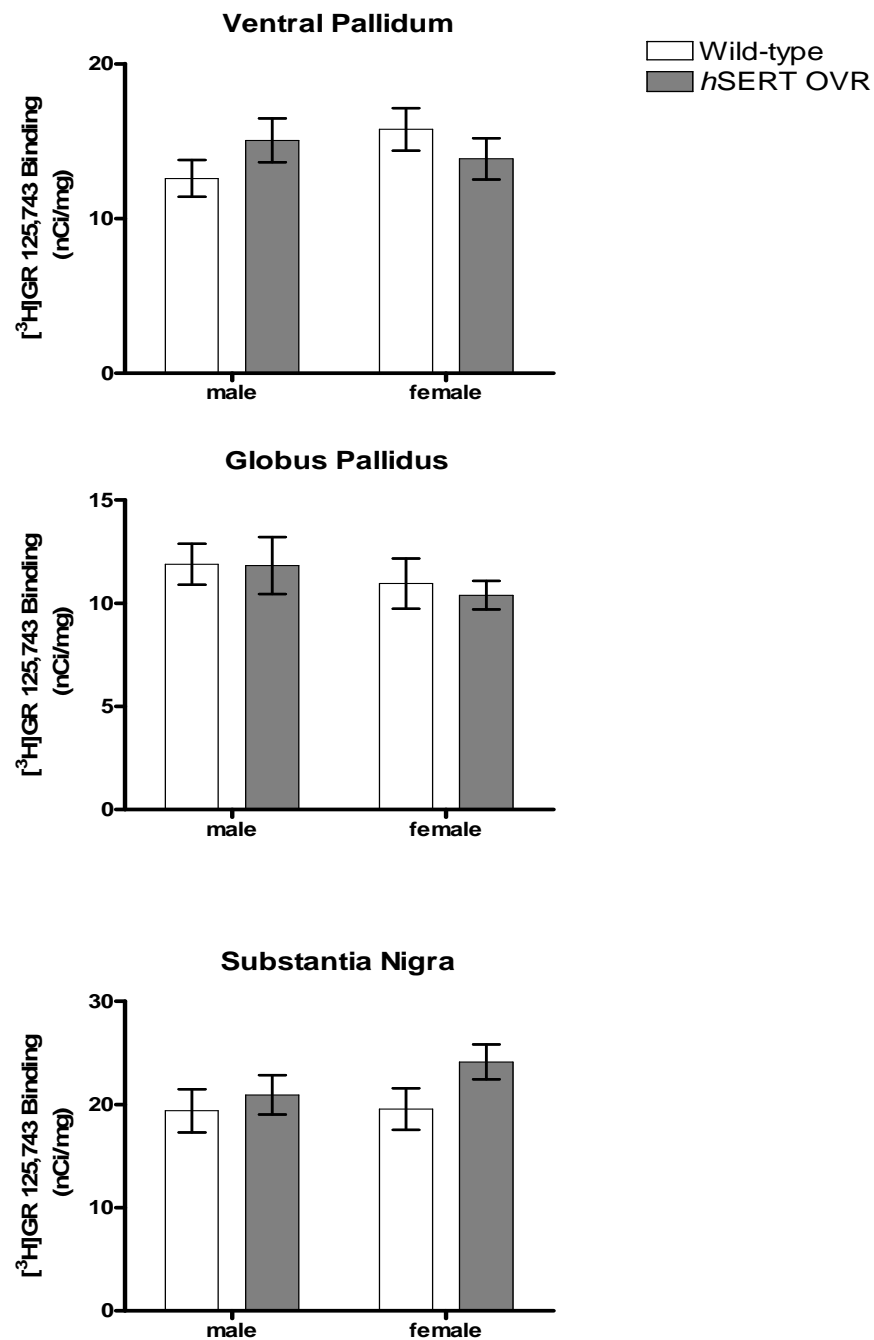 Ventral Pallidum
Wild-type
hSERT OVR
[³H]GR 125,743 Binding
(nCi/mg)
20
10
0
male female
Globus Pallidus
[³H]GR 125,743 Binding
(nCi/mg)
15
10
5
0
male female
Substantia Nigra
[³H]GR 125,743 Binding
(nCi/mg)
30
20
10
0
male female